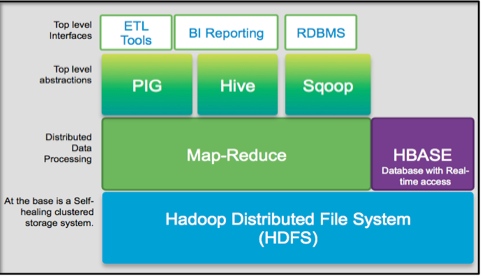 Top level
Interfaces
ETL
Tools
BI Reporting
RDBMS
Top level
abstractions
PIG
Hive
Sqoop
Distributed
Data
Processing
Map-Reduce
HBASE
Database with Real-
time access
At the base is a Self-
healing clustered
storage system.
Hadoop Distributed File System
(HDFS)